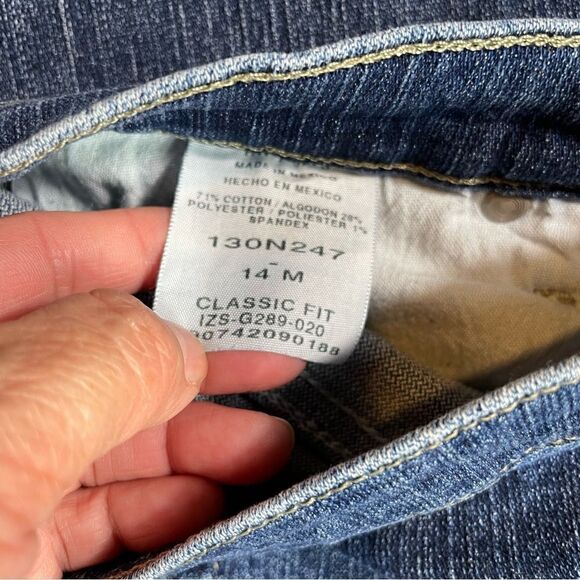 MADE IN MEXICO
HECHO EN MEXICO
71% COTTON / ALGODON 28%
POLYESTER / POLIESTER 1%
SPANDEX
130N247
-
14 M
CLASSIC FIT
IZS-G289-020